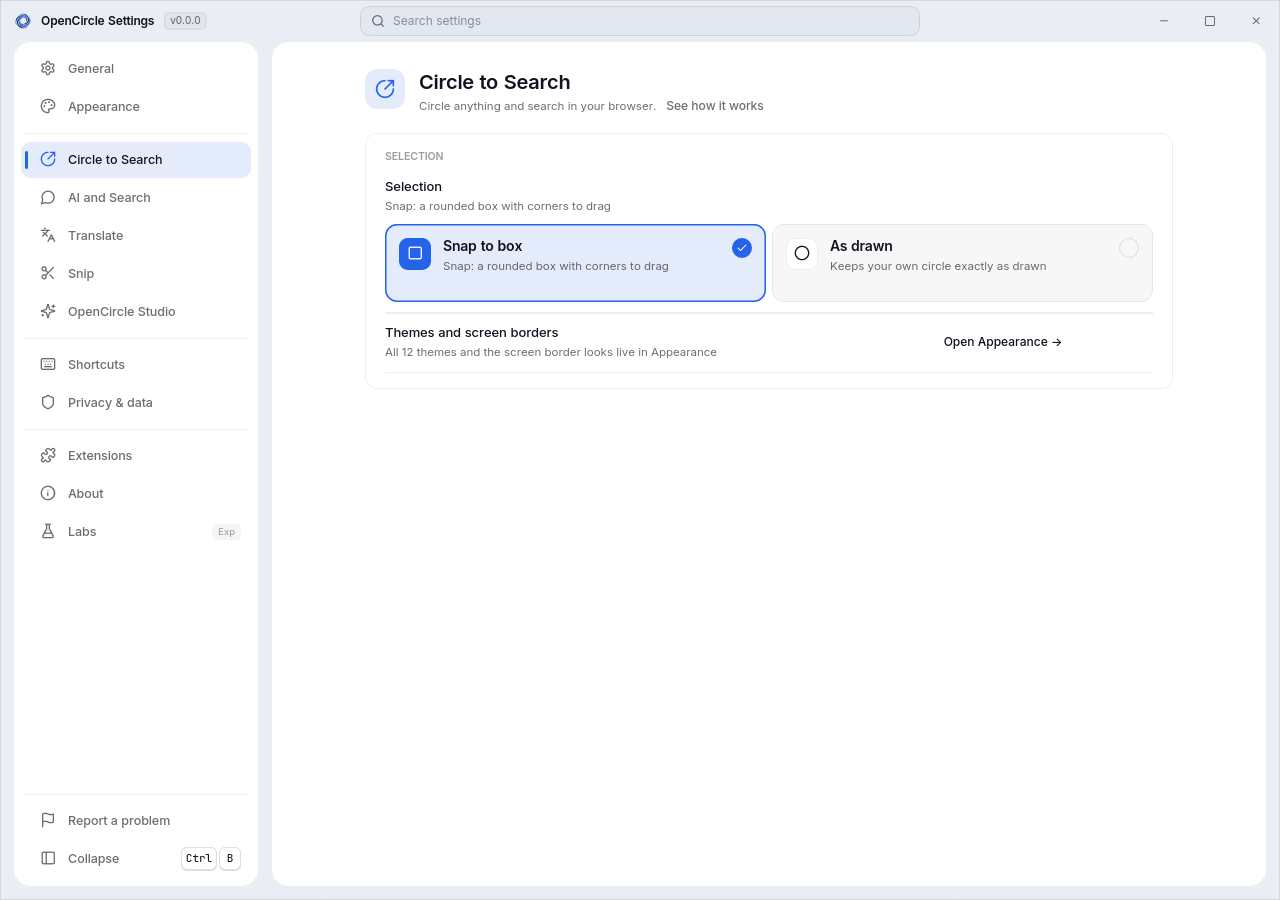 OpenCircle Settings v0.0.0
Search settings
General
Appearance
Circle to Search
AI and Search
Translate
Snip
OpenCircle Studio
Shortcuts
Privacy & data
Extensions
About
Labs Exp
Report a problem
Collapse Ctrl B
Circle to Search
Circle anything and search in your browser. See how it works
SELECTION
Selection
Snap: a rounded box with corners to drag
Snap to box
Snap: a rounded box with corners to drag
As drawn
Keeps your own circle exactly as drawn
Themes and screen borders
All 12 themes and the screen border looks live in Appearance
Open Appearance →